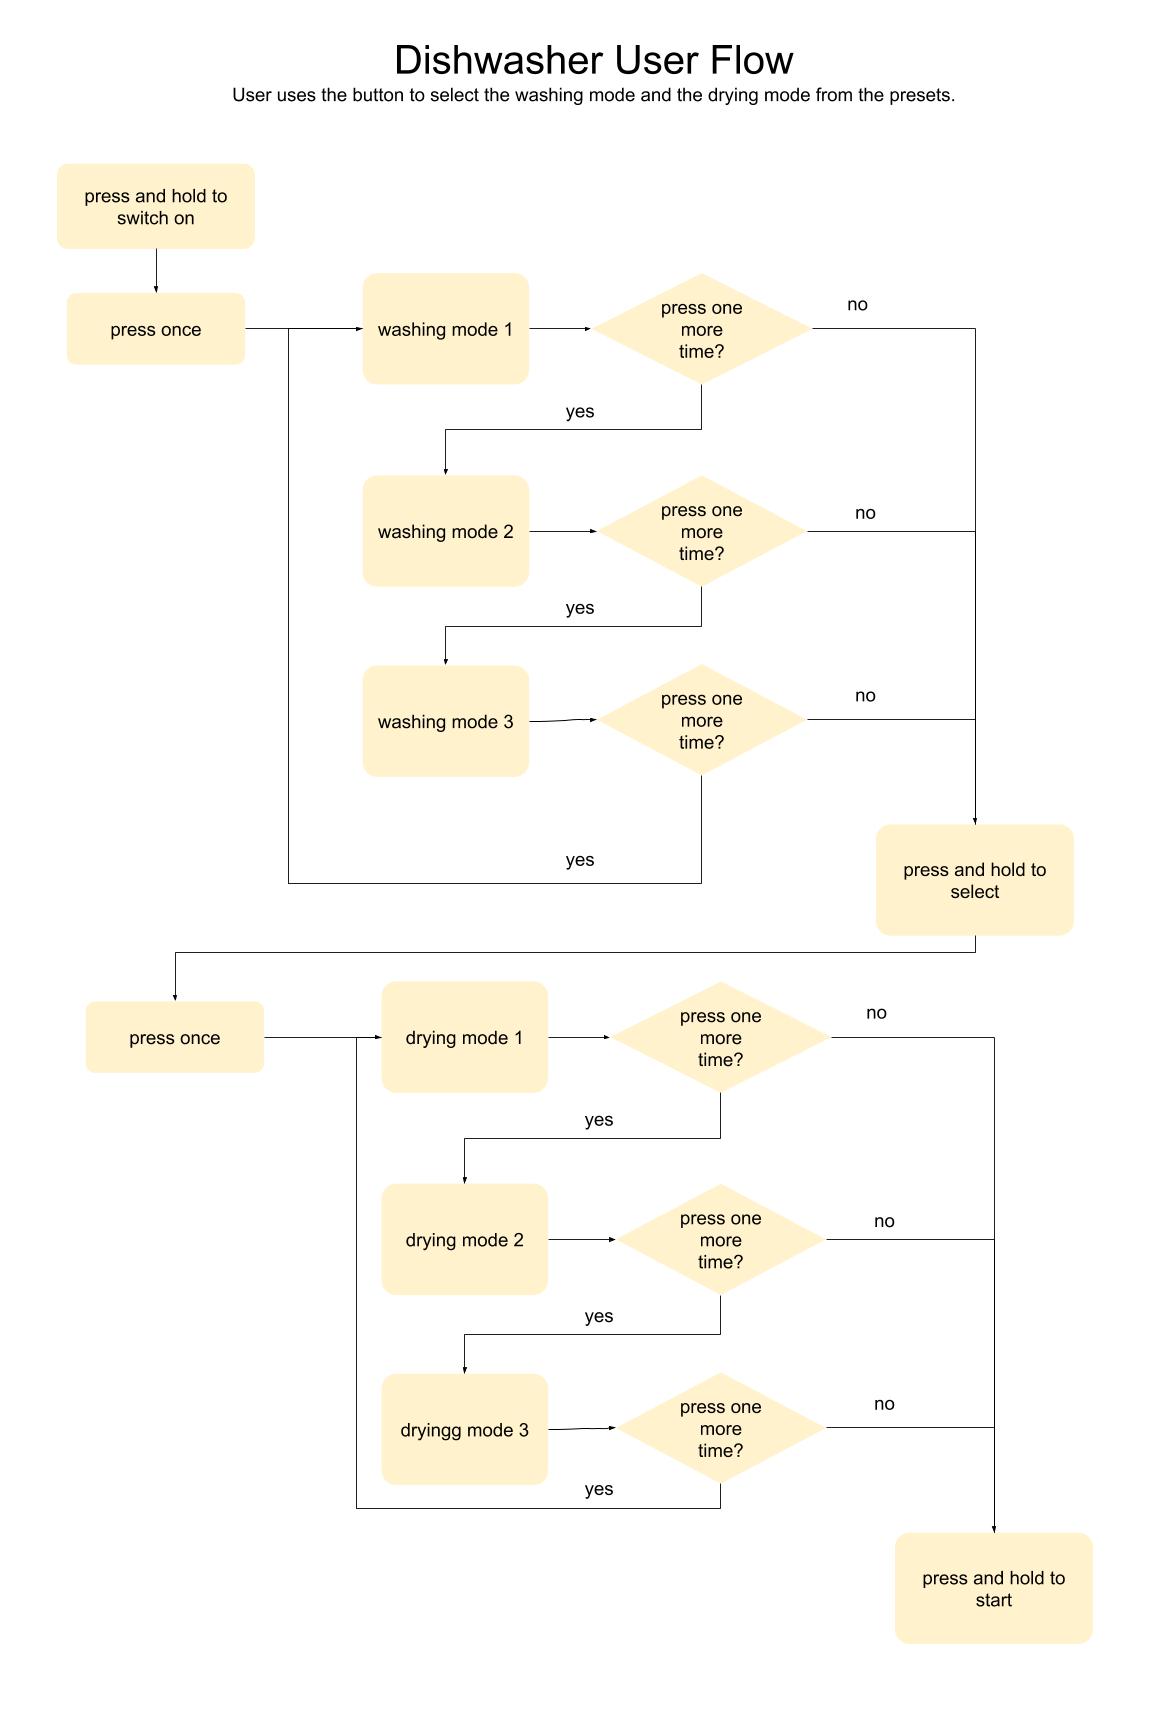 Dishwasher User Flow
User uses the button to select the washing mode and the drying mode from the presets.
press and hold to
switch on
press once
washing mode 1
press one
more
time?
no
yes
washing mode 2
press one
more
time?
no
yes
washing mode 3
press one
more
time?
no
yes
press and hold to
select
press once
drying mode 1
press one
more
time?
no
yes
drying mode 2
press one
more
time?
no
yes
dryingg mode 3
press one
more
time?
no
yes
press and hold to
start